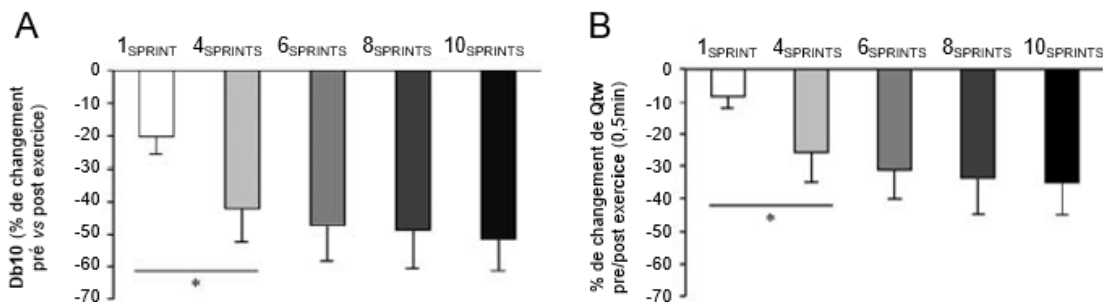 A
1SPRINT 4SPRINTS 6SPRINTS 8SPRINTS 10SPRINTS
0
-10
-20
-30
-40
-50
-60
-70
Db10 (% de changement
pré vs post exercice)
*
B
1SPRINT 4SPRINTS 6SPRINTS 8SPRINTS 10SPRINTS
0
-10
-20
-30
-40
-50
-60
-70
% de changement de Qtw
pre/post exercice (0,5min)
*